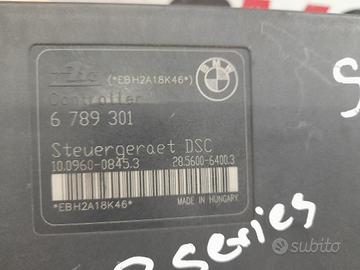 (*EBH2A18K46*)
BMW
Controller
6 789 301
Steuergeraet DSC
10.0960-0845.3 28.5600-6400.3
*EBH2A18K46* MADE IN HUNGARY
series
subito